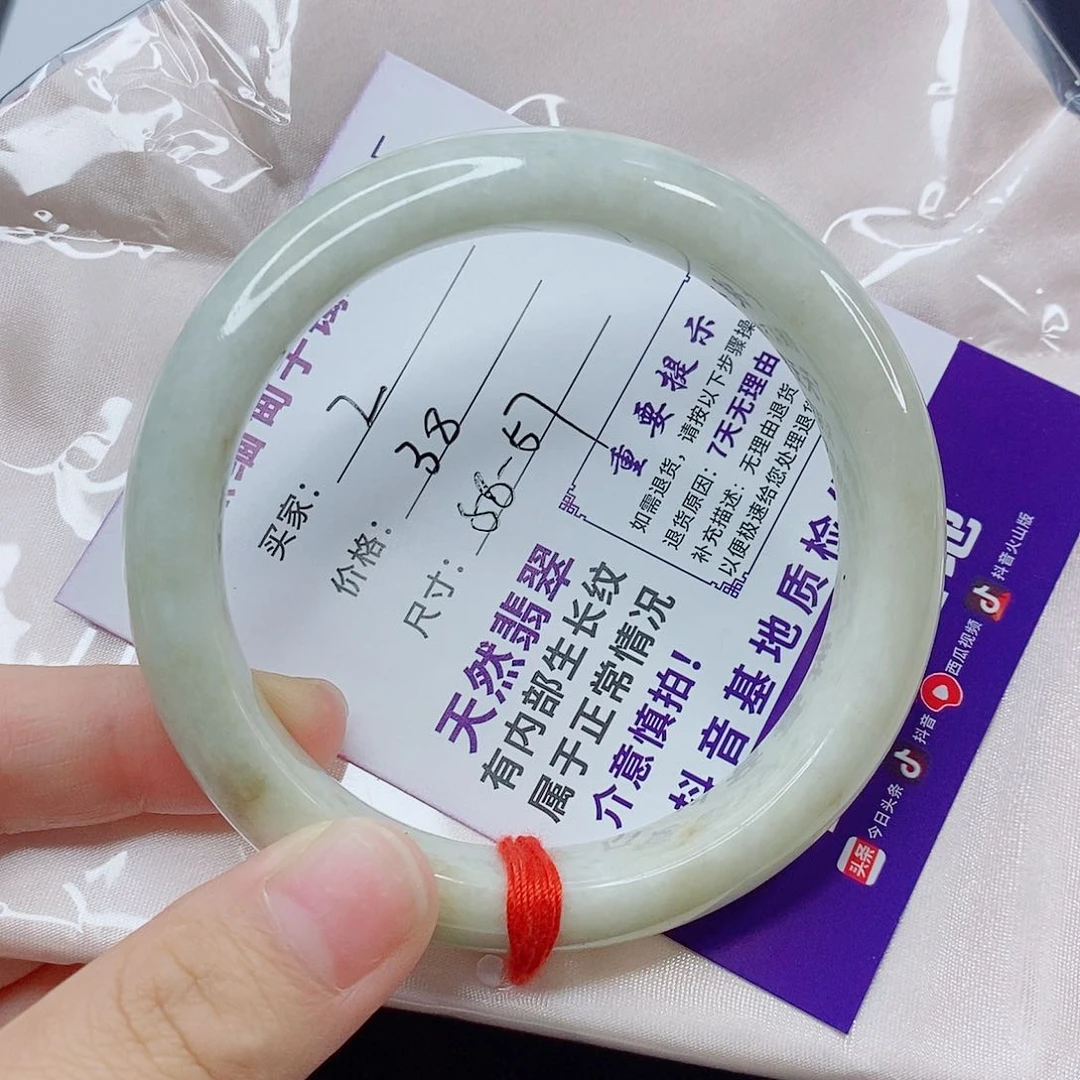 买家：2
价格：38
尺寸：58-57
重要提示
如需退货，请按以下步骤操
退货原因：7天无理由
补充描述：无理由退货
以便极速给您处理退货
天然翡翠
有内部生长纹
属于正常情况
介意慎拍！
抖音基地质检
头条
今日头条
抖音
西瓜视频
抖音火山版